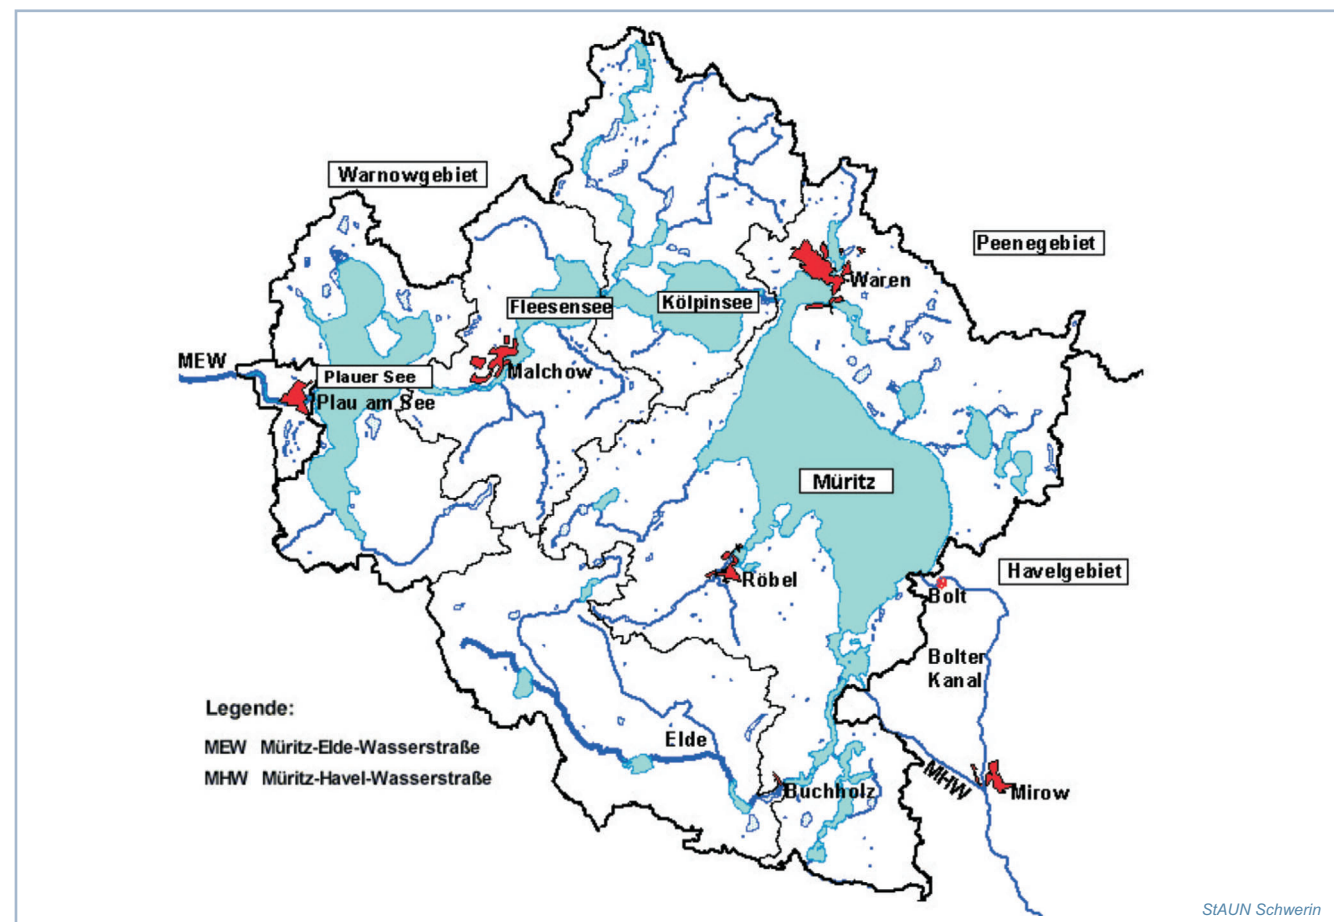 Warnowgebiet
Peenegebiet
Waren
Fleesensee
Kölpinsee
MEW
Malchow
Plauer See
Plau am See
Müritz
Havelgebiet
Röbel
Bolt
Bolter
Kanal
Legende:
MEW Müritz-Elde-Wasserstraße
MHW Müritz-Havel-Wasserstraße
Elde
Buchholz
MHW
Mirow
StAUN Schwerin